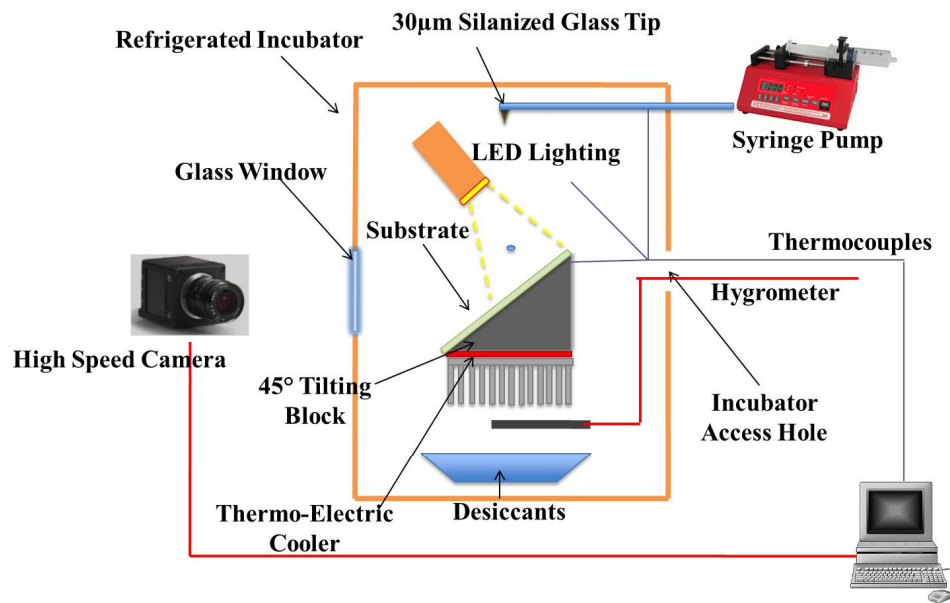 30μm Silanized Glass Tip
Refrigerated Incubator
Syringe Pump
LED Lighting
Glass Window
Substrate
Thermocouples
Hygrometer
High Speed Camera
45° Tilting
Block
Incubator
Access Hole
Thermo-Electric
Cooler
Desiccants